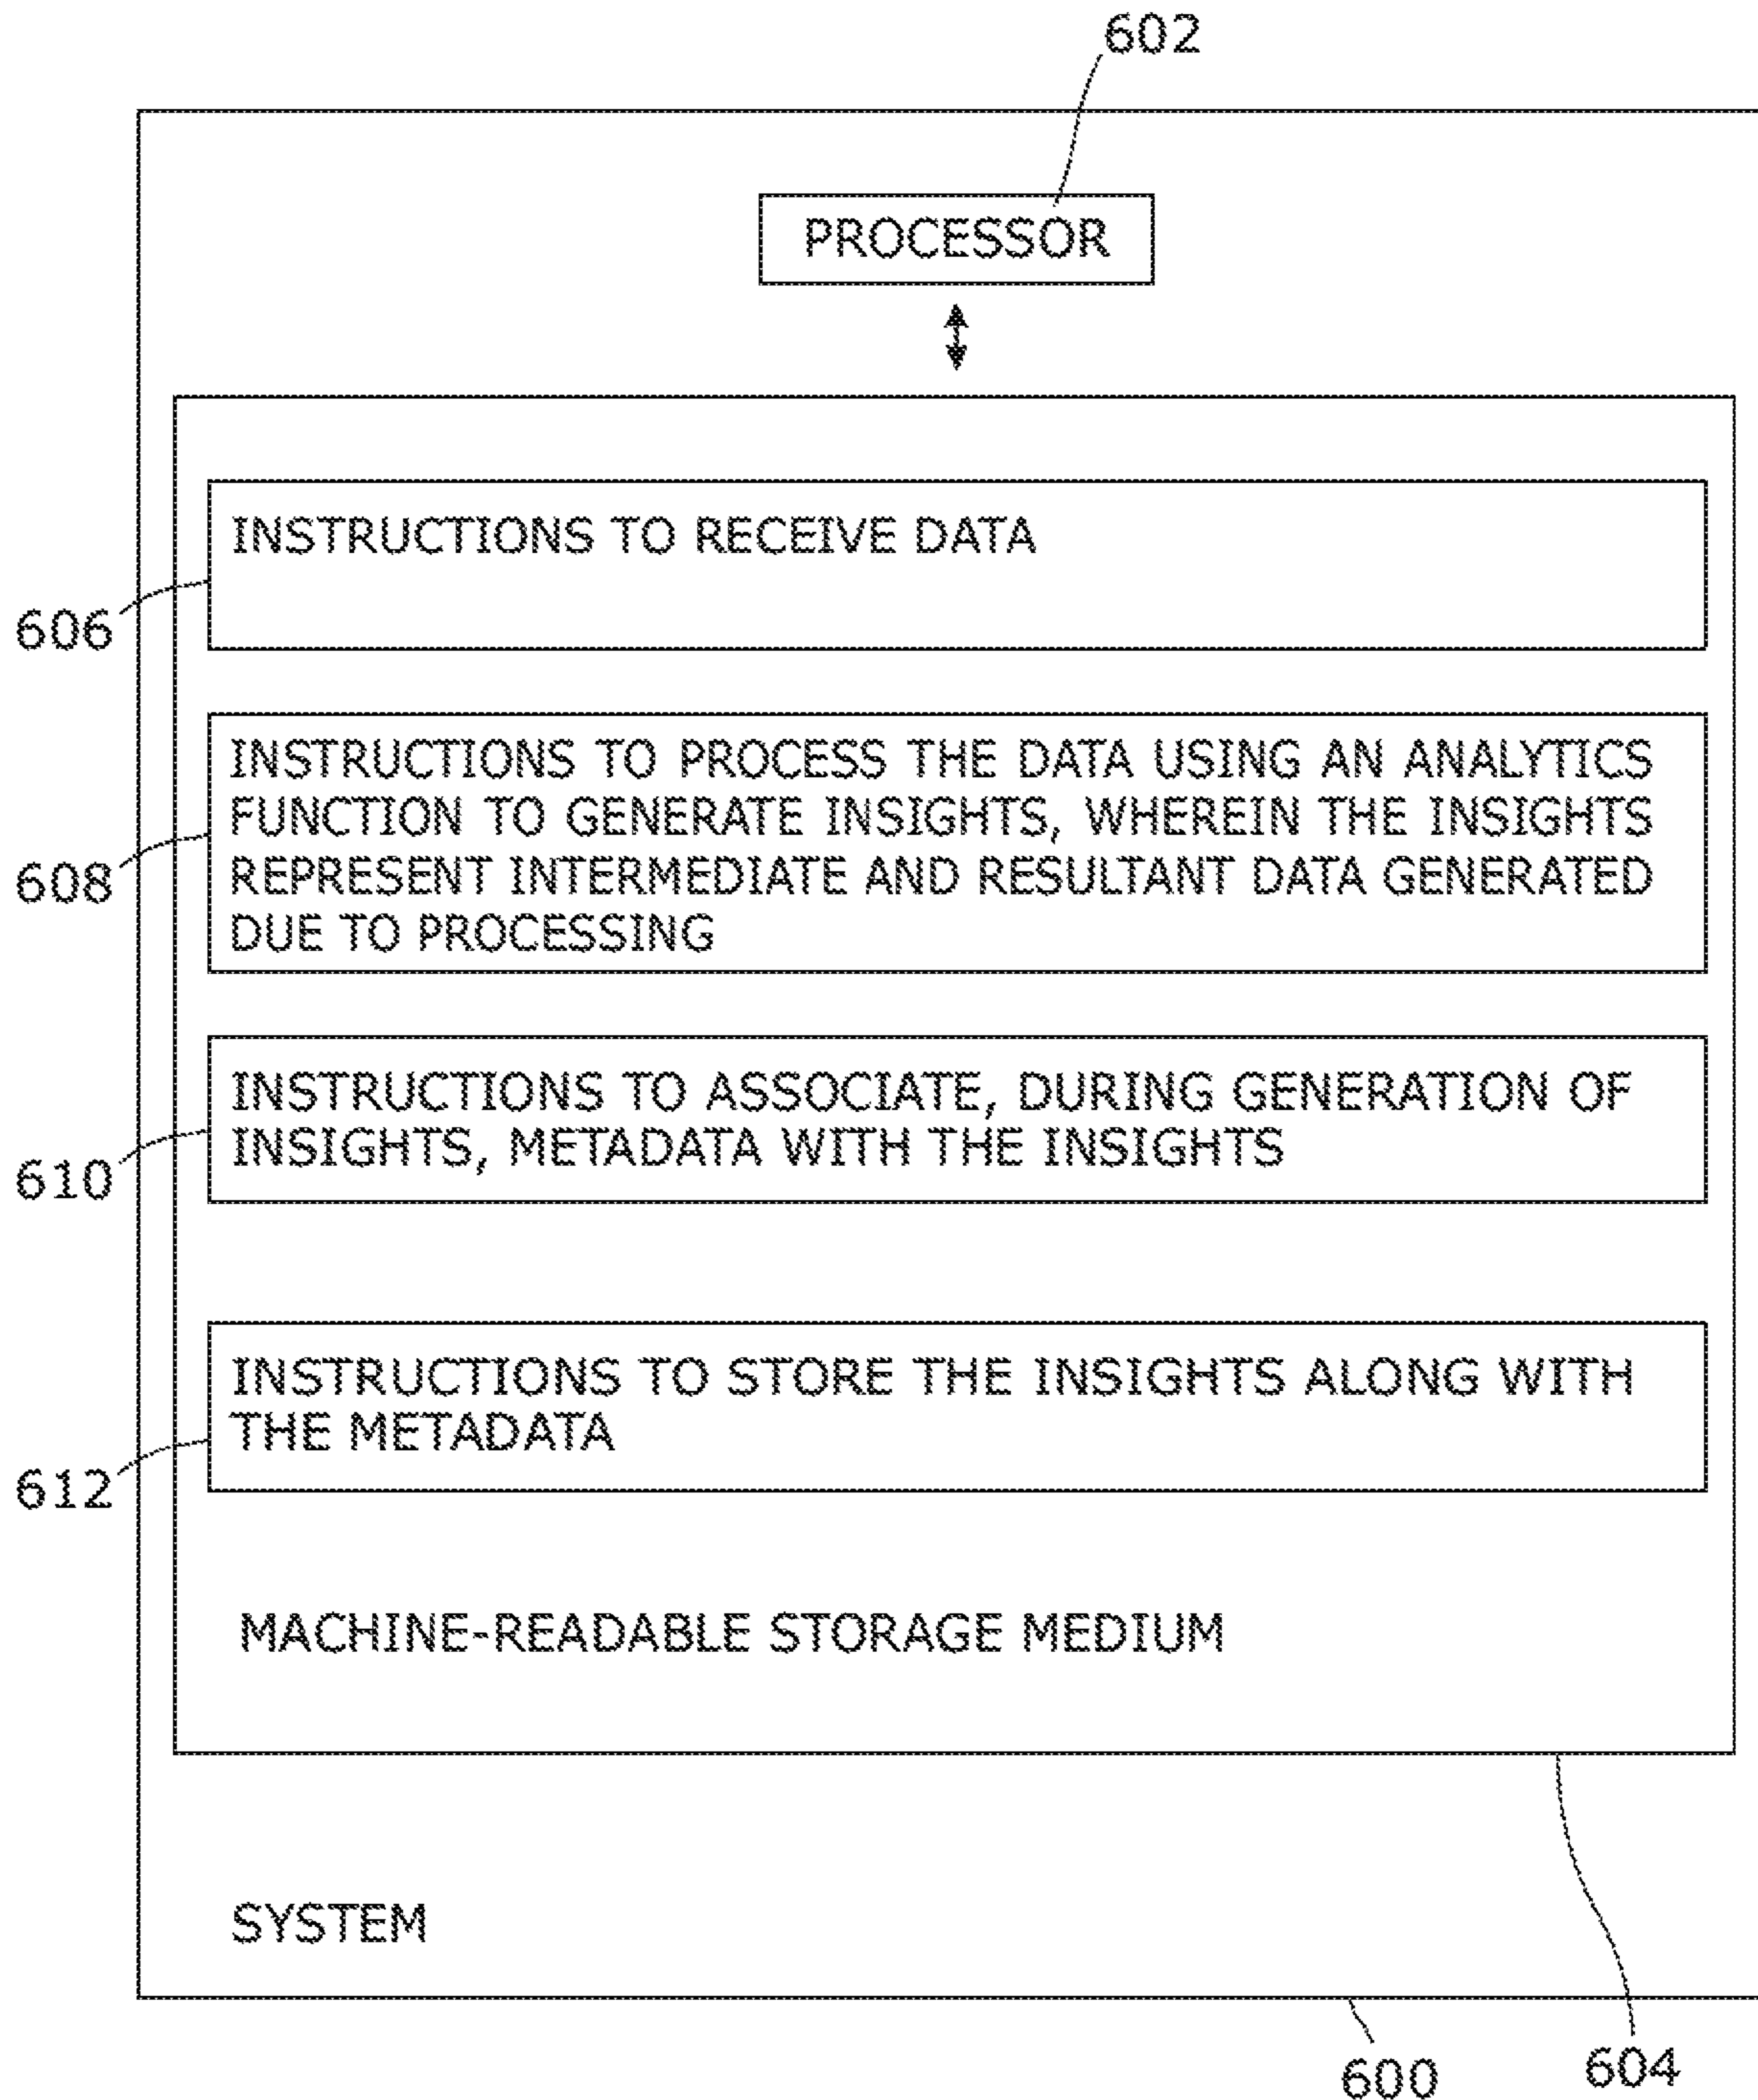 602
PROCESSOR
INSTRUCTIONS TO RECEIVE DATA
606
INSTRUCTIONS TO PROCESS THE DATA USING AN ANALYTICS
FUNCTION TO GENERATE INSIGHTS, WHEREIN THE INSIGHTS
REPRESENT INTERMEDIATE AND RESULTANT DATA GENERATED
DUE TO PROCESSING
608
INSTRUCTIONS TO ASSOCIATE, DURING GENERATION OF
INSIGHTS, METADATA WITH THE INSIGHTS
610
INSTRUCTIONS TO STORE THE INSIGHTS ALONG WITH
THE METADATA
612
MACHINE-READABLE STORAGE MEDIUM
SYSTEM
600
604